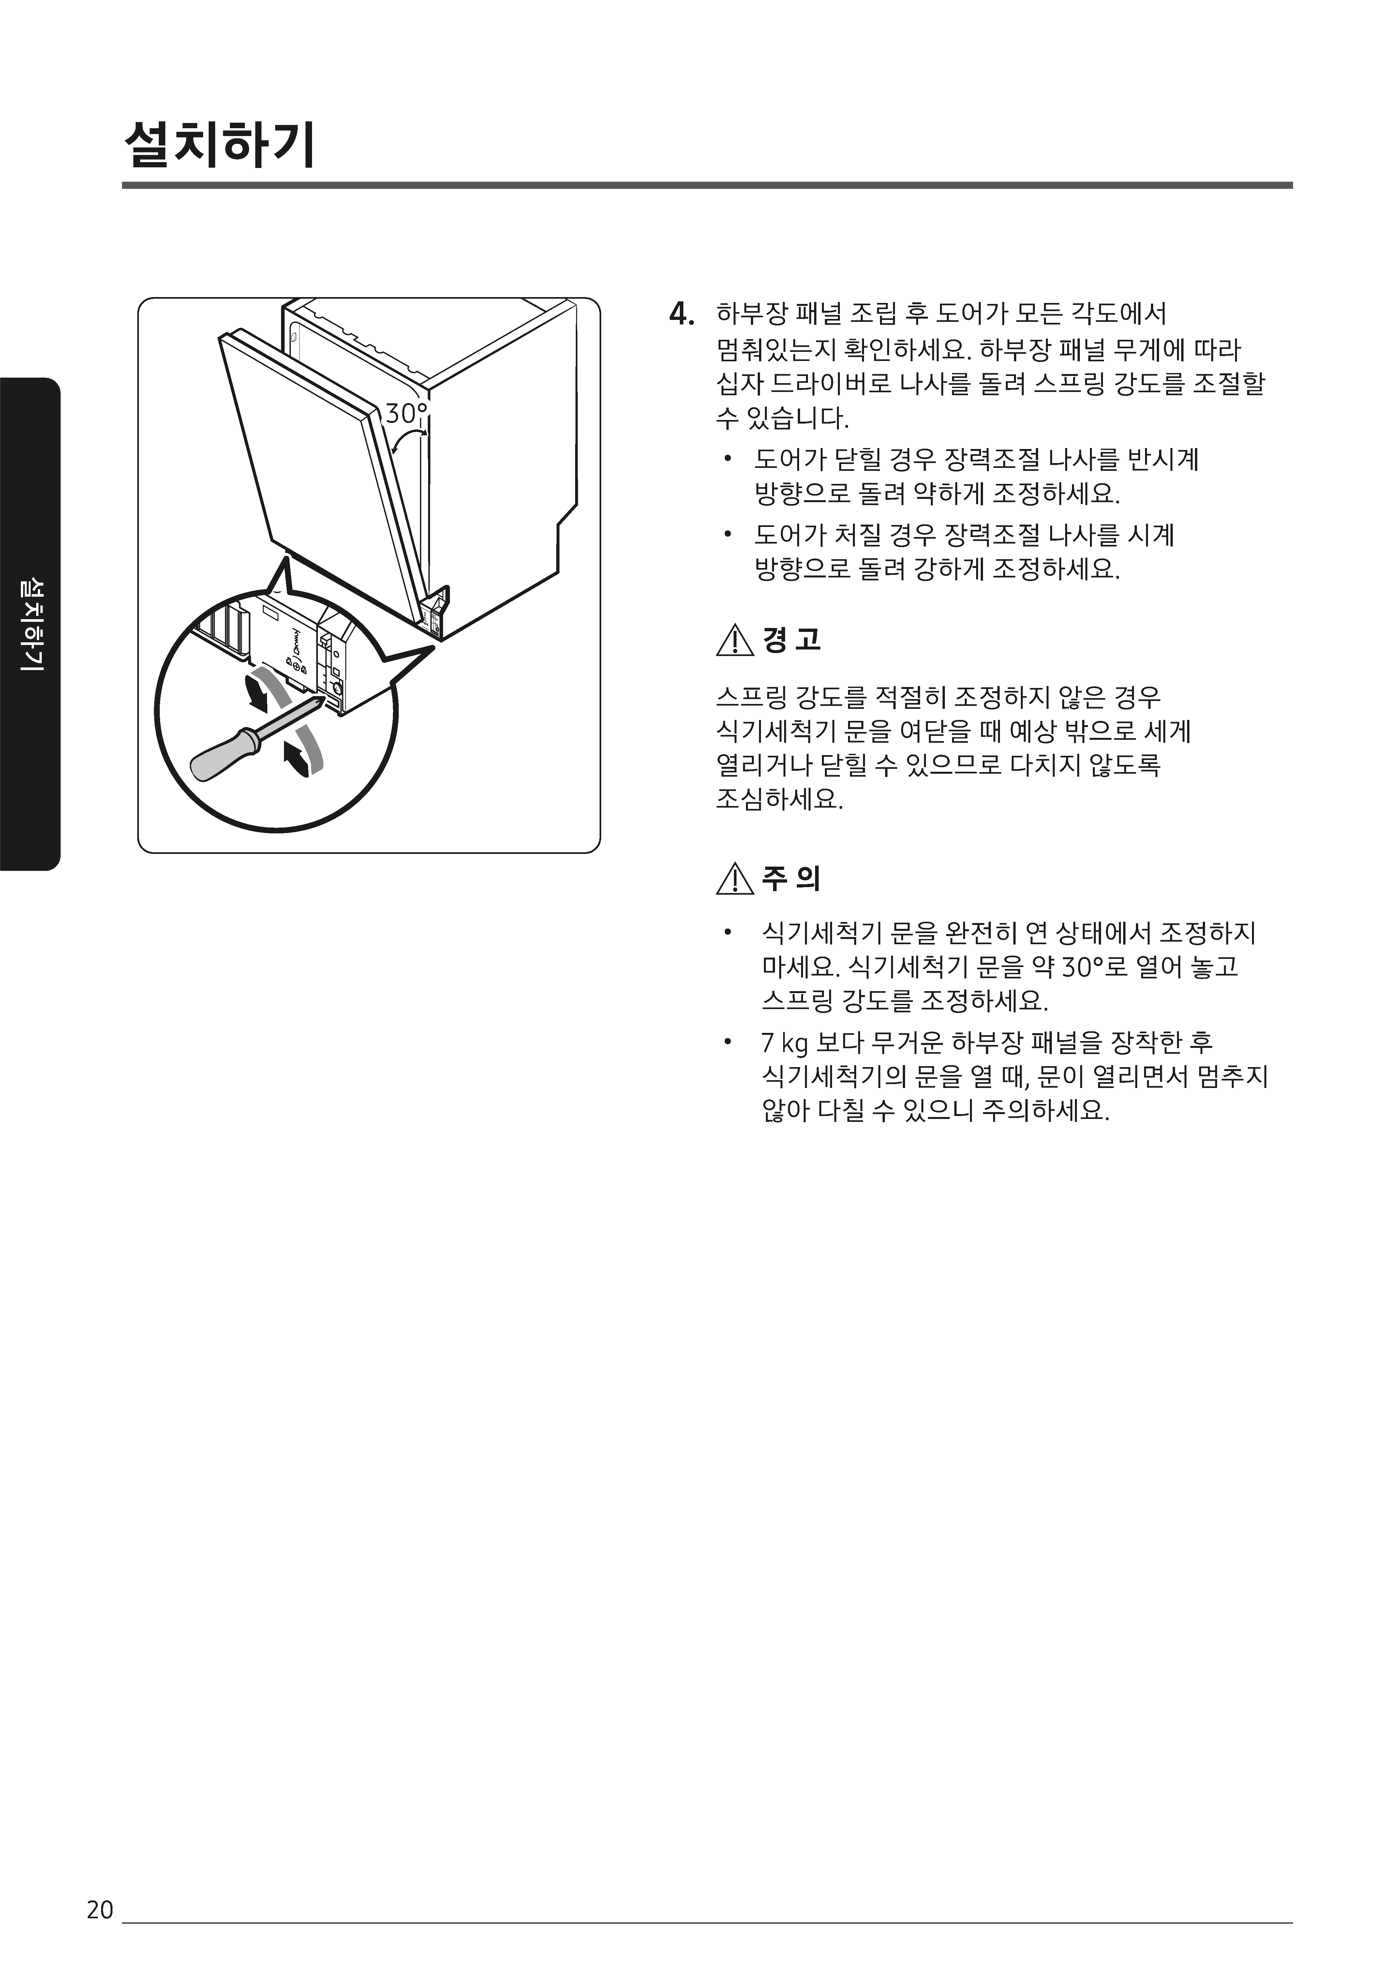 설치하기
설치하기
30°
4. 하부장 패널 조립 후 도어가 모든 각도에서
멈춰있는지 확인하세요. 하부장 패널 무게에 따라
십자 드라이버로 나사를 돌려 스프링 강도를 조절할
수 있습니다.
• 도어가 닫힐 경우 장력조절 나사를 반시계
방향으로 돌려 약하게 조정하세요.
• 도어가 처질 경우 장력조절 나사를 시계
방향으로 돌려 강하게 조정하세요.
경 고
스프링 강도를 적절히 조정하지 않은 경우
식기세척기 문을 여닫을 때 예상 밖으로 세게
열리거나 닫힐 수 있으므로 다치지 않도록
조심하세요.
주 의
• 식기세척기 문을 완전히 연 상태에서 조정하지
마세요. 식기세척기 문을 약 30°로 열어 놓고
스프링 강도를 조정하세요.
• 7 kg 보다 무거운 하부장 패널을 장착한 후
식기세척기의 문을 열 때, 문이 열리면서 멈추지
않아 다칠 수 있으니 주의하세요.
20